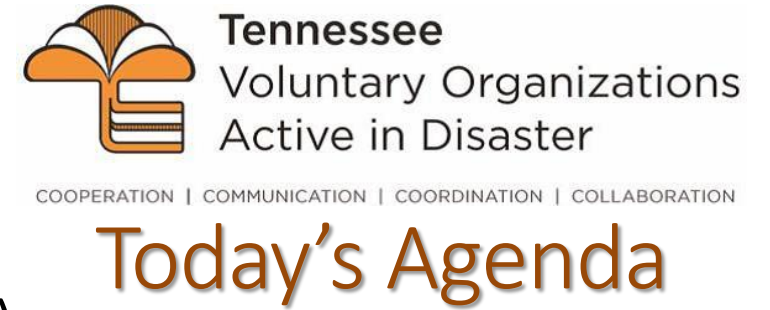 Tennessee
Voluntary Organizations
Active in Disaster
COOPERATION | COMMUNICATION | COORDINATION | COLLABORATION
Today’s Agenda
)